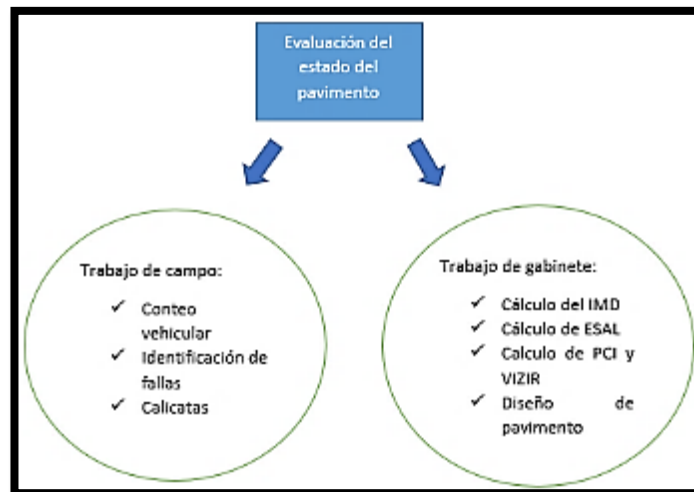 Evaluación del
estado del
pavimento
Trabajo de campo:
✓ Conteo
vehicular
✓ Identificación de
fallas
✓ Calicatas
Trabajo de gabinete:
✓ Cálculo del IMD
✓ Cálculo de ESAL
✓ Calculo de PCI y
VIZIR
✓ Diseño de
pavimento